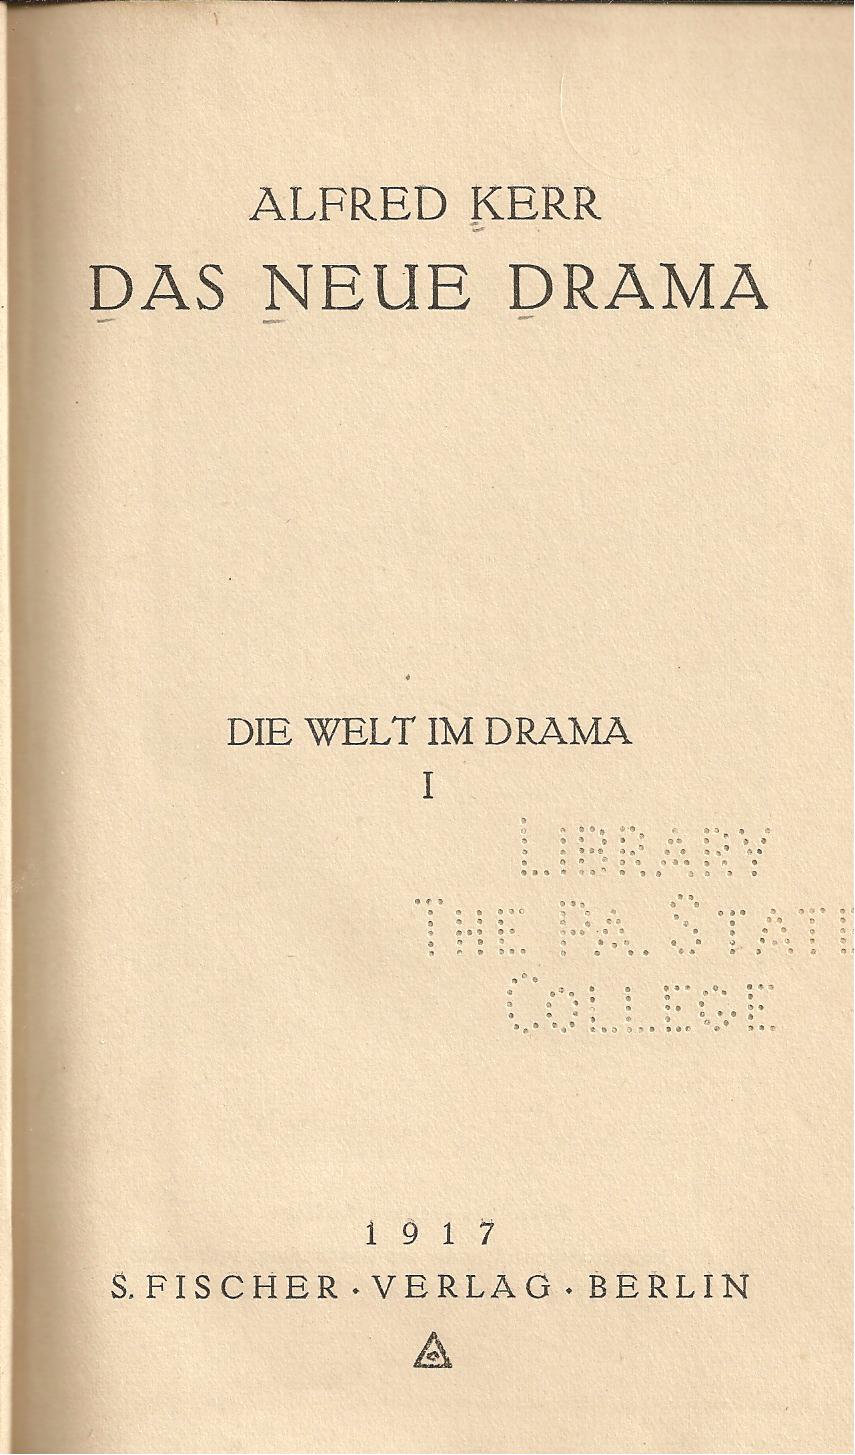 ALFRED KERR
DAS NEUE DRAMA
DIE WELT IM DRAMA
I
LIBRARY
THE PA. STATE
COLLEGE
1917
S. FISCHER · VERLAG · BERLIN